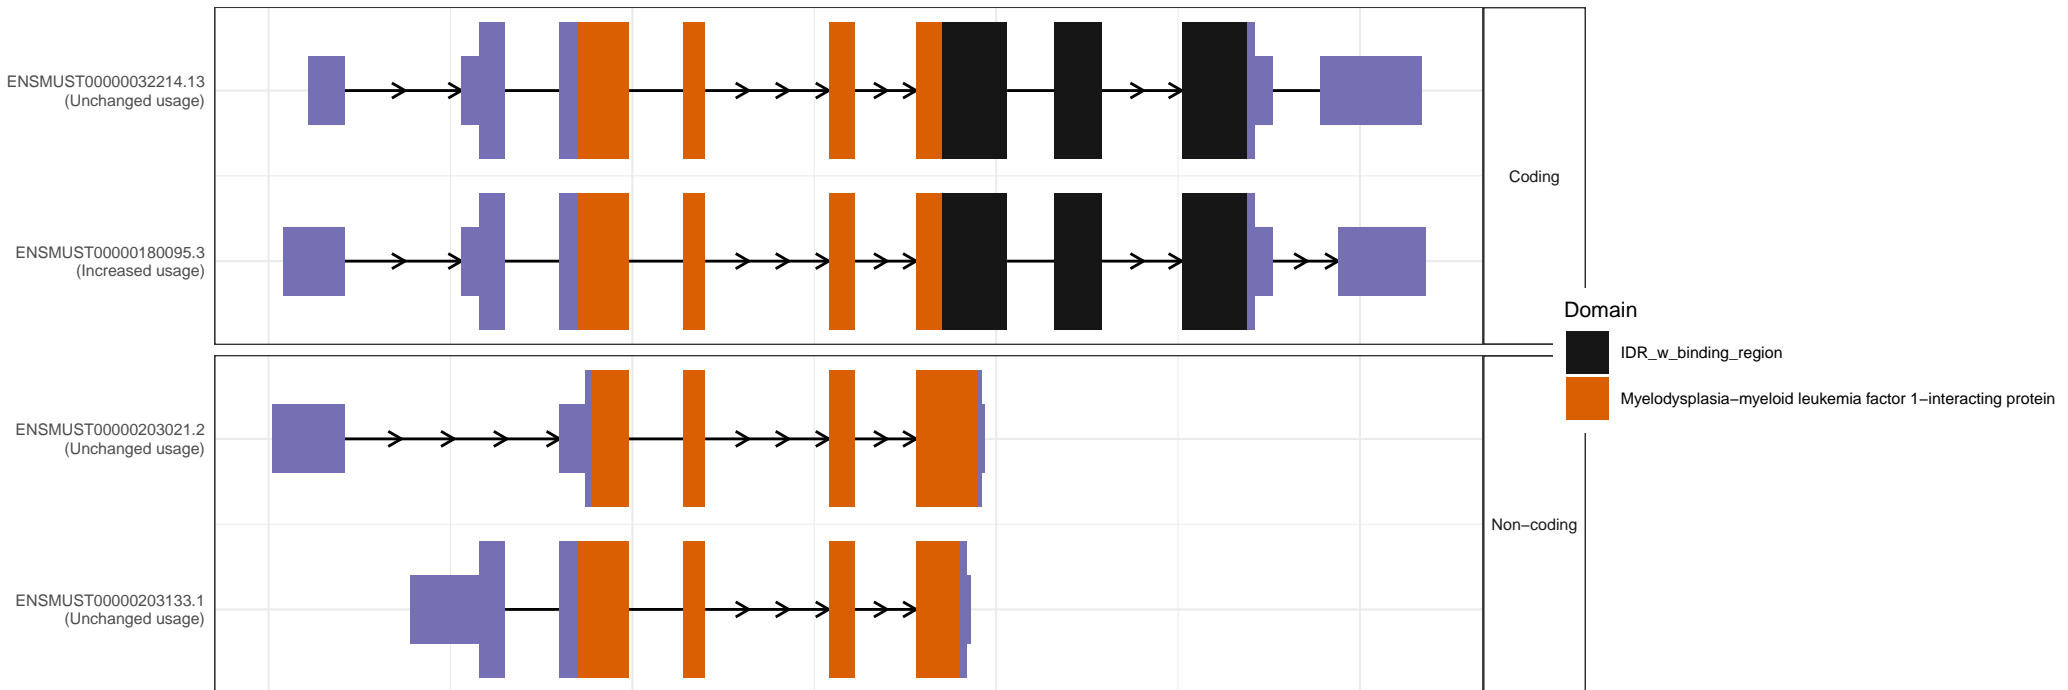 ENSMUST00000032214.13
(Unchanged usage)
ENSMUST00000180095.3
(Increased usage)
Coding
ENSMUST00000203021.2
(Unchanged usage)
ENSMUST00000203133.1
(Unchanged usage)
Non−coding
Domain
IDR_w_binding_region
Myelodysplasia−myeloid leukemia factor 1−interacting protein